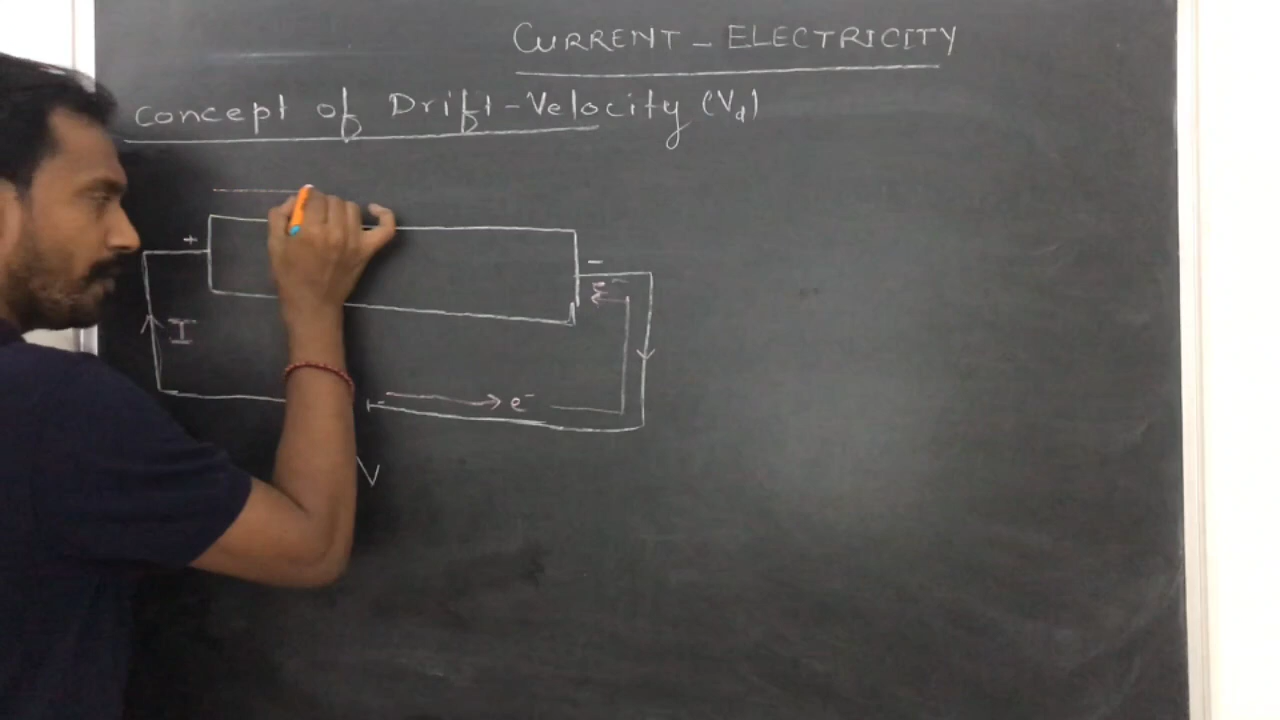 CURRENT - ELECTRICITY
Concept of Drift-Velocity (Vd)
+
-
e-
I
- e-
V